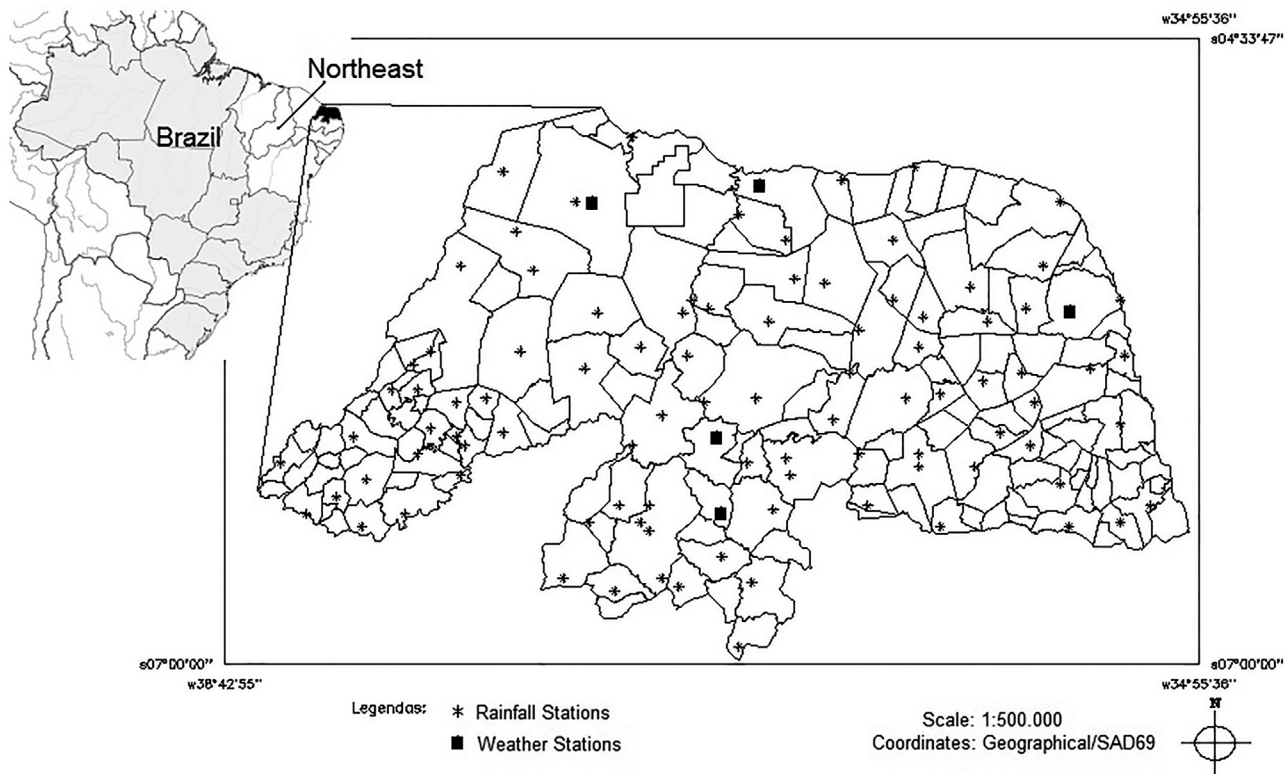 w34°55'36''
s04°33'47''
Northeast
Brazil
s07°00'00''
s07°00'00''
w38°42'55''
w34°55'36''
Legendas:
Rainfall Stations
Weather Stations
Scale: 1:500.000
Coordinates: Geographical/SAD69
N